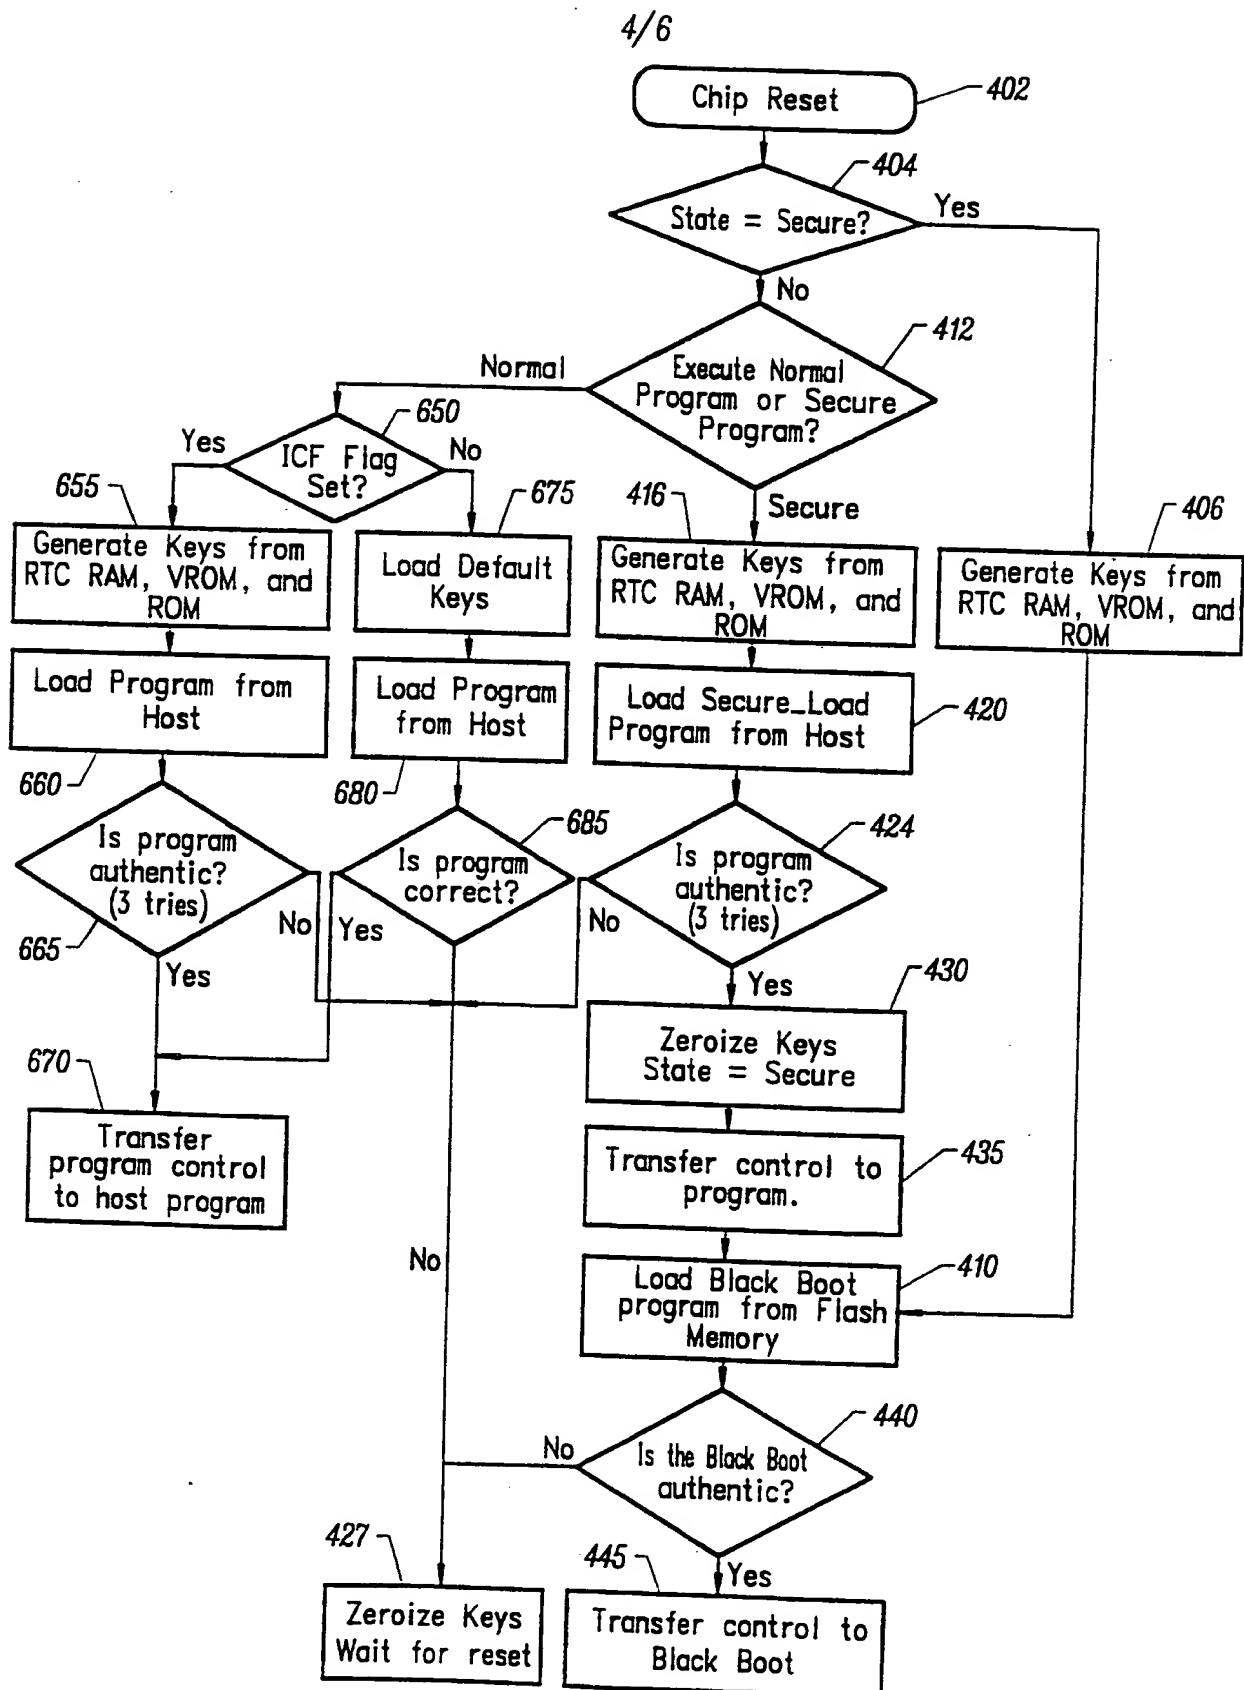 4/6
Chip Reset
402
404
State = Secure?
Yes
No
412
Execute Normal
Program or Secure
Program?
Normal
Secure
650
ICF Flag
Set?
Yes
No
655
Generate Keys from
RTC RAM, VROM, and
ROM
675
Load Default
Keys
416
Generate Keys from
RTC RAM, VROM, and
ROM
406
Generate Keys from
RTC RAM, VROM, and
ROM
Load Program from
Host
660
Load Program
from Host
680
Load Secure_Load
Program from Host
420
Is program
authentic?
(3 tries)
665
No
Yes
685
Is program
correct?
Yes
No
424
Is program
authentic?
(3 tries)
No
Yes
430
Zeroize Keys
State = Secure
670
Transfer
program control
to host program
435
Transfer control to
program.
410
Load Black Boot
program from Flash
Memory
440
Is the Black Boot
authentic?
No
Yes
427
Zeroize Keys
Wait for reset
445
Transfer control to
Black Boot